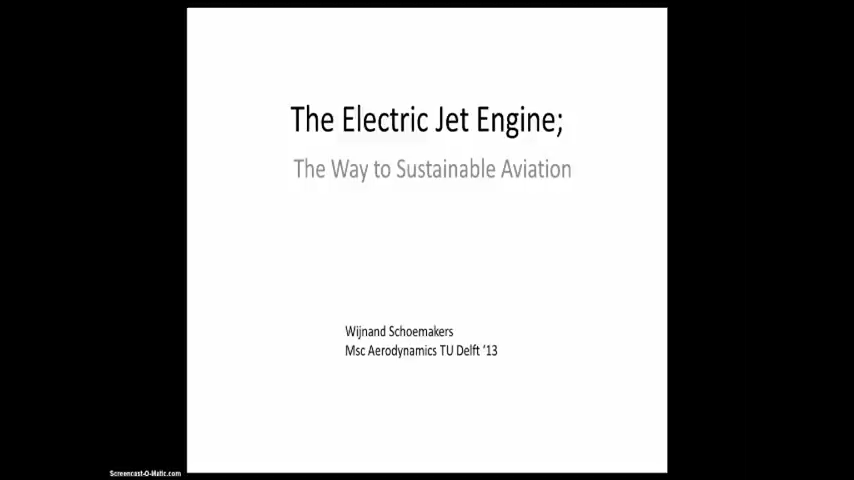 The Electric Jet Engine;
The Way to Sustainable Aviation
Wijnand Schoemakers
Msc Aerodynamics TU Delft '13
Screencast-O-Matic.com